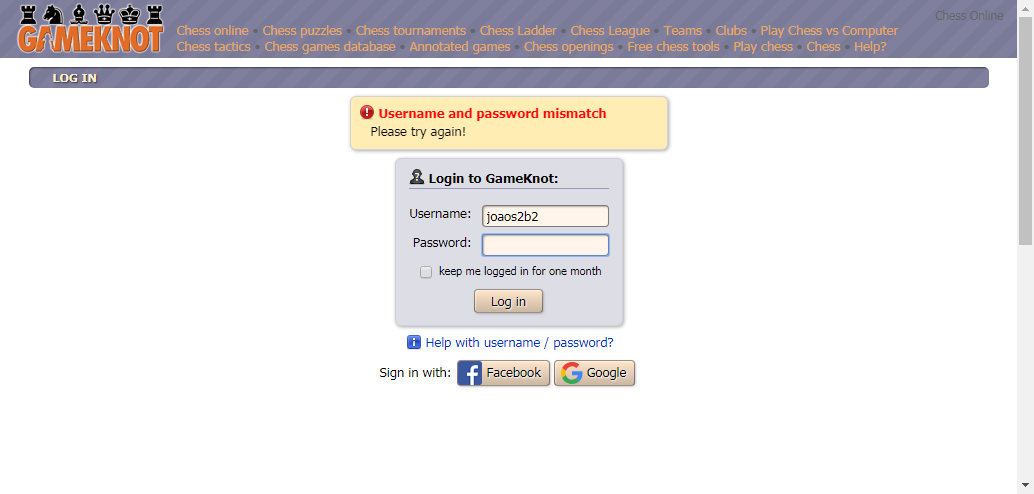 GAMEKNOT
Chess Online
Chess online • Chess puzzles • Chess tournaments • Chess Ladder • Chess League • Teams • Clubs • Play Chess vs Computer
Chess tactics • Chess games database • Annotated games • Chess openings • Free chess tools • Play chess • Chess • Help?
LOG IN
Username and password mismatch
Please try again!
Login to GameKnot:
Username: joaos2b2
Password:
keep me logged in for one month
Log in
Help with username / password?
Sign in with: Facebook Google